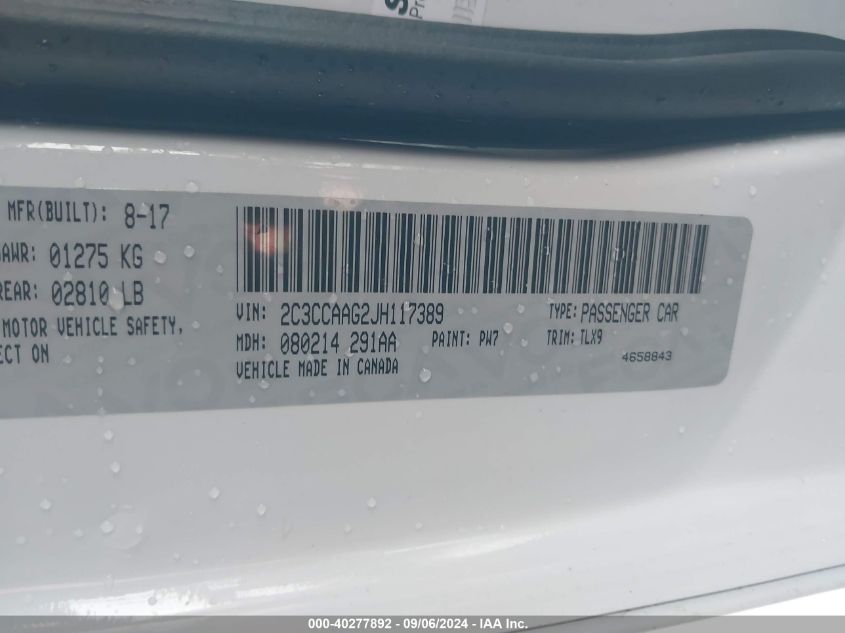 S
Pr
MFR(BUILT): 8-17
AWR: 01275 KG
REAR: 02810 LB
MOTOR VEHICLE SAFETY,
ECT ON
VIN: 2C3CCAAG2JH117389 TYPE: PASSENGER CAR
MDH: 080214 291AA PAINT: PW7 TRIM: TLX9
VEHICLE MADE IN CANADA 4658843
000-40277892 - 09/06/2024 - IAA Inc.